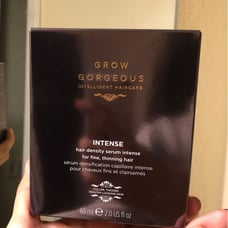 GROW
GORGEOUS
INTELLIGENT HAIRCARE
INTENSE
hair density serum intense
for fine, thinning hair
sérum densification capillaire intense
pour cheveux fins et clairsemés
60 ml ℮ 2.0 US fl oz